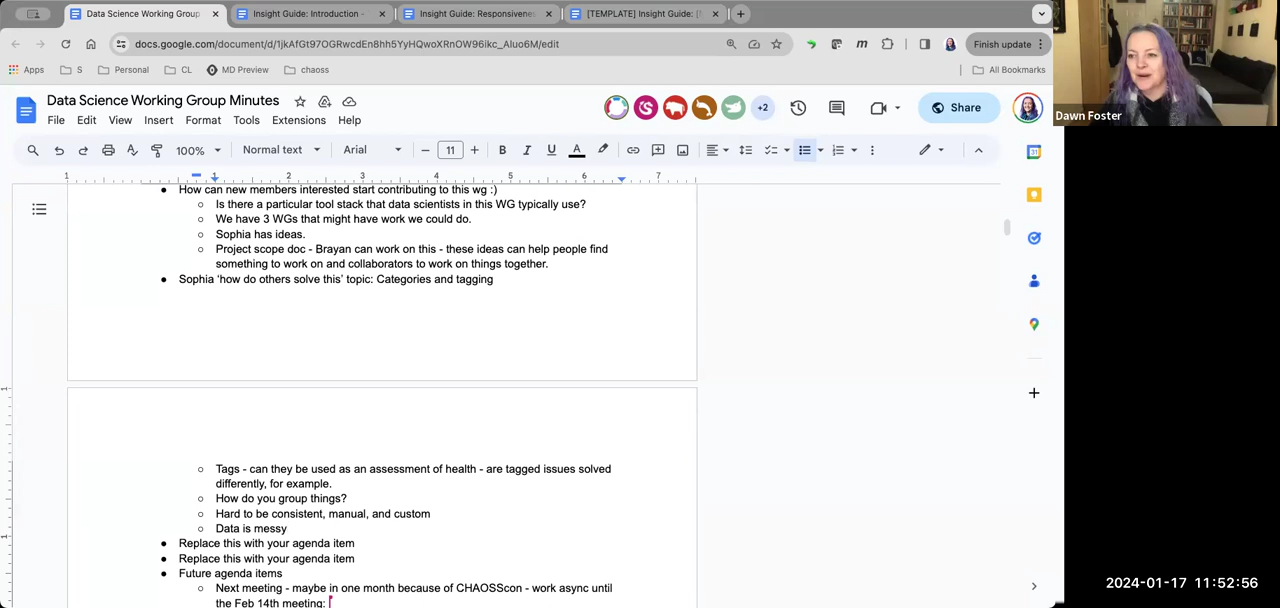 Data Science Working Group
Insight Guide: Introduction -
Insight Guide: Responsivenes
[TEMPLATE] Insight Guide: [
docs.google.com/document/d/1jkAfGt97OGRwcdEn8hh5YyHQwoXRnOW96ikc_Aluo6M/edit
Finish update
Apps
S
Personal
CL
MD Preview
chaoss
All Bookmarks
Dawn Foster
Data Science Working Group Minutes
File Edit View Insert Format Tools Extensions Help
+2
Share
100%
Normal text
Arial
11
B I U A
1 1 2 3 4 5 6 7
How can new members interested start contributing to this wg :)
Is there a particular tool stack that data scientists in this WG typically use?
We have 3 WGs that might have work we could do.
Sophia has ideas.
Project scope doc - Brayan can work on this - these ideas can help people find
something to work on and collaborators to work on things together.
Sophia ‘how do others solve this’ topic: Categories and tagging
Tags - can they be used as an assessment of health - are tagged issues solved
differently, for example.
How do you group things?
Hard to be consistent, manual, and custom
Data is messy
Replace this with your agenda item
Replace this with your agenda item
Future agenda items
Next meeting - maybe in one month because of CHAOSScon - work async until
the Feb 14th meeting:
2024-01-17 11:52:56